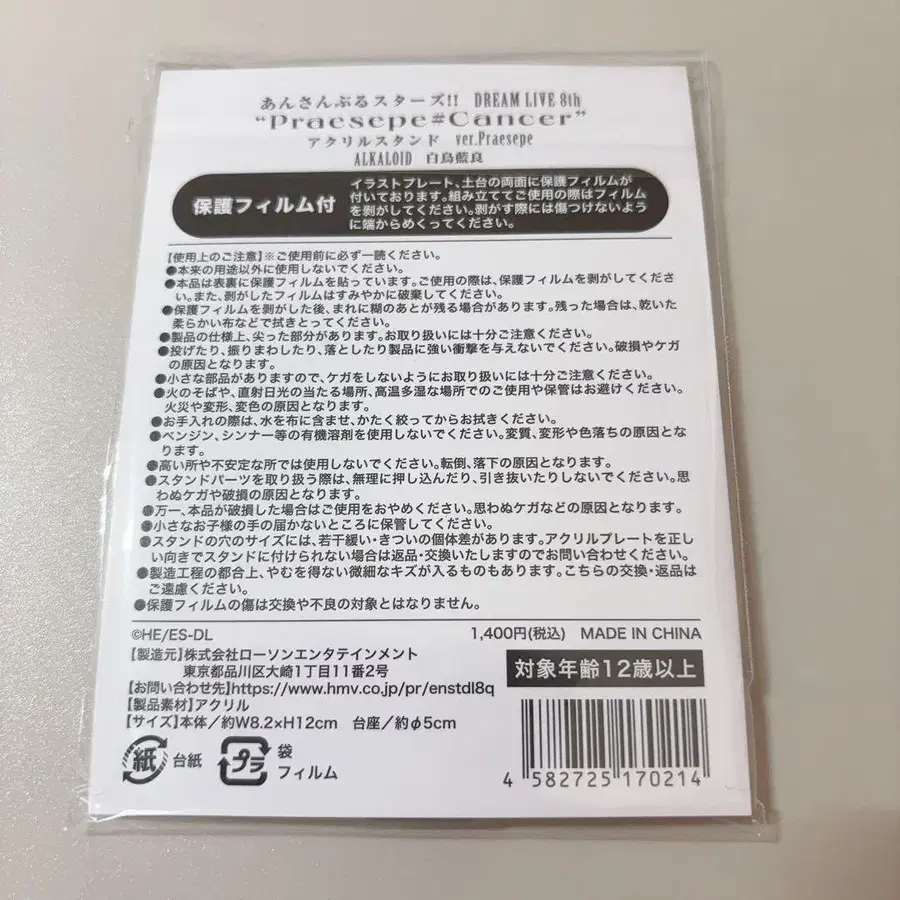 あんさんぶるスターズ!! DREAM LIVE 8th
“Praesepe#Cancer”
アクリルスタンド ver.Praesepe
ALKALOID 白鳥藍良
保護フィルム付
イラストプレート、土台の両面に保護フィルムが
付いております。組み立ててご使用の際はフィルム
を剥がしてください。剥がす際には傷つけないよう
に端からめくってください。
【使用上のご注意】※ご使用前に必ず一読ください。
●本来の用途以外に使用しないでください。
●本品は表裏に保護フィルムを貼っています。ご使用の際は、保護フィルムを剥がしてくださ
い。また、剥がしたフィルムはすみやかに破棄してください。
●保護フィルムを剥がした後、まれに糊のあとが残る場合があります。残った場合は、乾いた
柔らかい布などで拭きとってください。
●製品の仕様上、尖った部分があります。お取り扱いには十分ご注意ください。
●投げたり、振りまわしたり、落としたり製品に強い衝撃を与えないでください。破損やケガ
の原因となります。
●小さな部品がありますので、ケガをしないようにお取り扱いには十分ご注意ください。
●火のそばや、直射日光の当たる場所、高温多湿な場所でのご使用や保管はお避けください。
火災や変形、変色の原因となります。
●お手入れの際は、水を布に含ませ、かたく絞ってからお拭きください。
●ベンジン、シンナー等の有機溶剤を使用しないでください。変質、変形や色落ちの原因とな
ります。
●高い所や不安定な所では使用しないでください。転倒、落下の原因となります。
●スタンドパーツを取り扱う際は、無理に押し込んだり、引き抜いたりしないでください。思
わぬケガや破損の原因となります。
●万一、本品が破損した場合はご使用をおやめください。思わぬケガなどの原因となります。
●小さなお子様の手の届かないところに保管してください。
●スタンドの穴のサイズには、若干緩い・きついの個体差があります。アクリルプレートを正し
い向きでスタンドに付けられない場合は返品・交換いたしますのでお問い合わせください。
●製造工程の都合上、やむを得ない微細なキズが入るものもあります。こちらの交換・返品は
ご遠慮ください。
●保護フィルムの傷は交換や不良の対象とはなりません。
©HE/ES-DL
1,400円(税込) MADE IN CHINA
【製造元】株式会社ローソンエンタテインメント
東京都品川区大崎1丁目11番2号
対象年齢12歳以上
【お問い合わせ先】https://www.hmv.co.jp/pr/enstdl8q
【製品素材】アクリル
【サイズ】本体/約W8.2×H12cm 台座/約φ5cm
紙 台紙
プラ 袋
フィルム
4 582725 170214